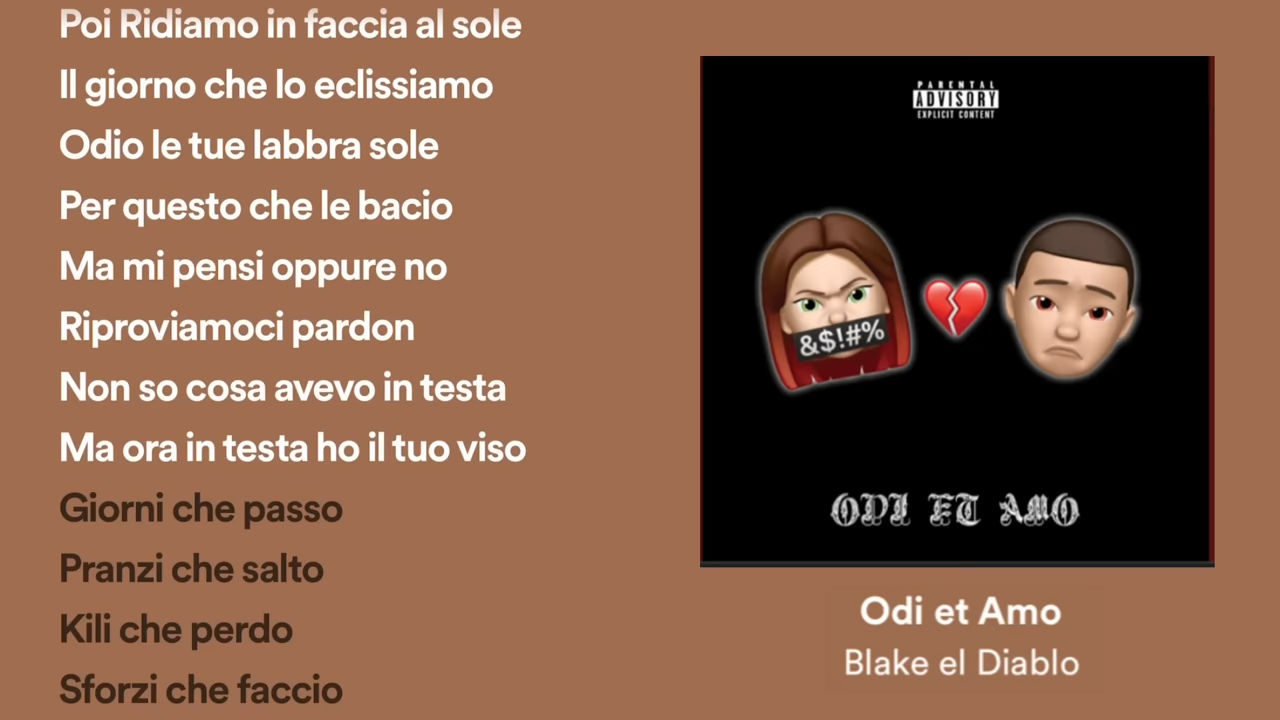 Poi Ridiamo in faccia al sole
Il giorno che lo eclissiamo
Odio le tue labbra sole
Per questo che le bacio
Ma mi pensi oppure no
Riproviamoci pardon
Non so cosa avevo in testa
Ma ora in testa ho il tuo viso
Giorni che passo
Pranzi che salto
Kili che perdo
Sforzi che faccio
PARENTAL
ADVISORY
EXPLICIT CONTENT
&$!#%
ODI ET AMO
Odi et Amo
Blake el Diablo